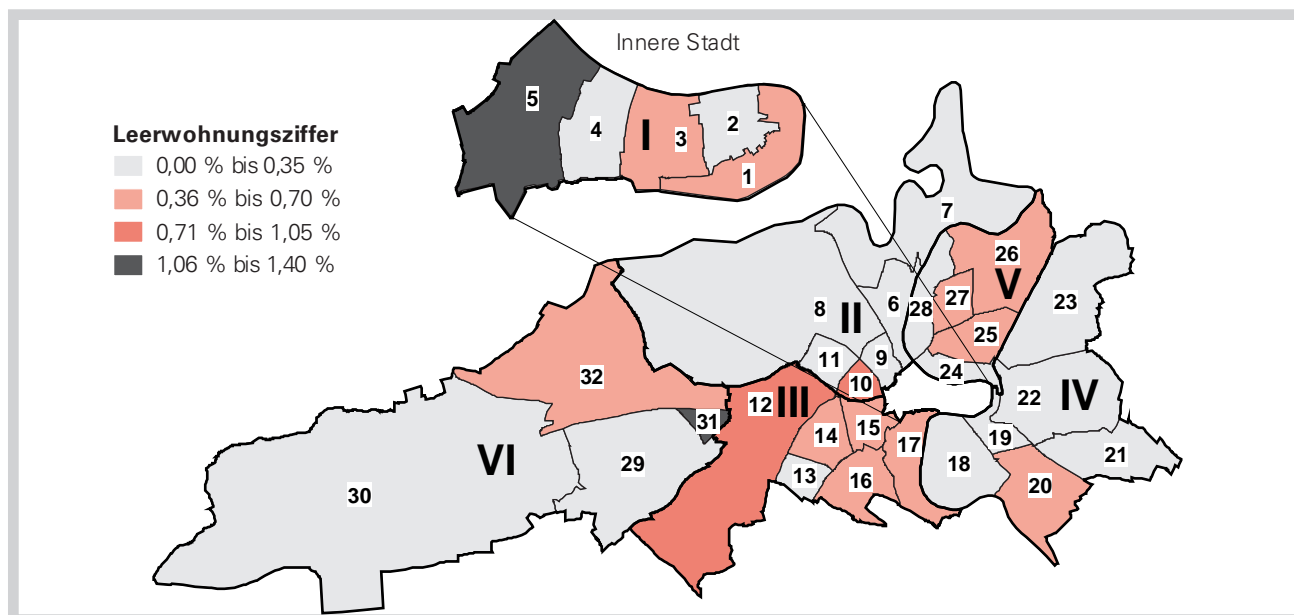 Innere Stadt
Leerwohnungsziffer
0,00 % bis 0,35 %
0,36 % bis 0,70 %
0,71 % bis 1,05 %
1,06 % bis 1,40 %
5
4
I
3
2
1
7
26
V
27
28
6
23
8
II
25
11
9
24
10
32
12
III
22
IV
31
14
15
17
19
21
VI
29
13
16
18
20
30